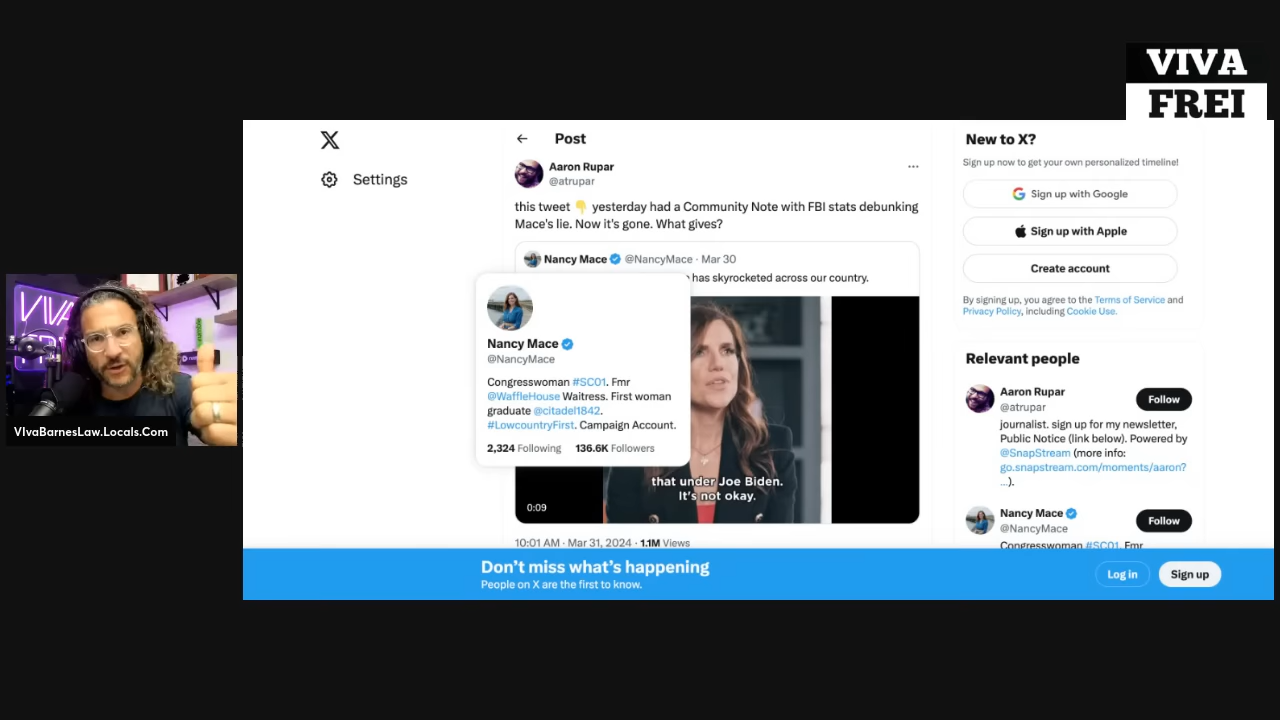 VIVA
FREI
Post
Settings
Aaron Rupar
@atrupar
this tweet 👇 yesterday had a Community Note with FBI stats debunking
Mace's lie. Now it's gone. What gives?
Nancy Mace @NancyMace · Mar 30
has skyrocketed across our country.
Nancy Mace
@NancyMace
Congresswoman #SC01. Fmr
@WaffleHouse Waitress. First woman
graduate @citadel1842.
#LowcountryFirst. Campaign Account.
2,324 Following 136.6K Followers
that under Joe Biden.
It's not okay.
0:09
10:01 AM · Mar 31, 2024 · 1.1M Views
New to X?
Sign up now to get your own personalized timeline!
Sign up with Google
Sign up with Apple
Create account
By signing up, you agree to the Terms of Service and
Privacy Policy, including Cookie Use.
Relevant people
Aaron Rupar
@atrupar
Follow
journalist. sign up for my newsletter,
Public Notice (link below). Powered by
@SnapStream (more info:
go.snapstream.com/moments/aaron?
...).
Nancy Mace
@NancyMace
Follow
Congresswoman #SC01. Fmr
Don't miss what's happening
People on X are the first to know.
Log in
Sign up
VIVA
VIvaBarnesLaw.Locals.Com